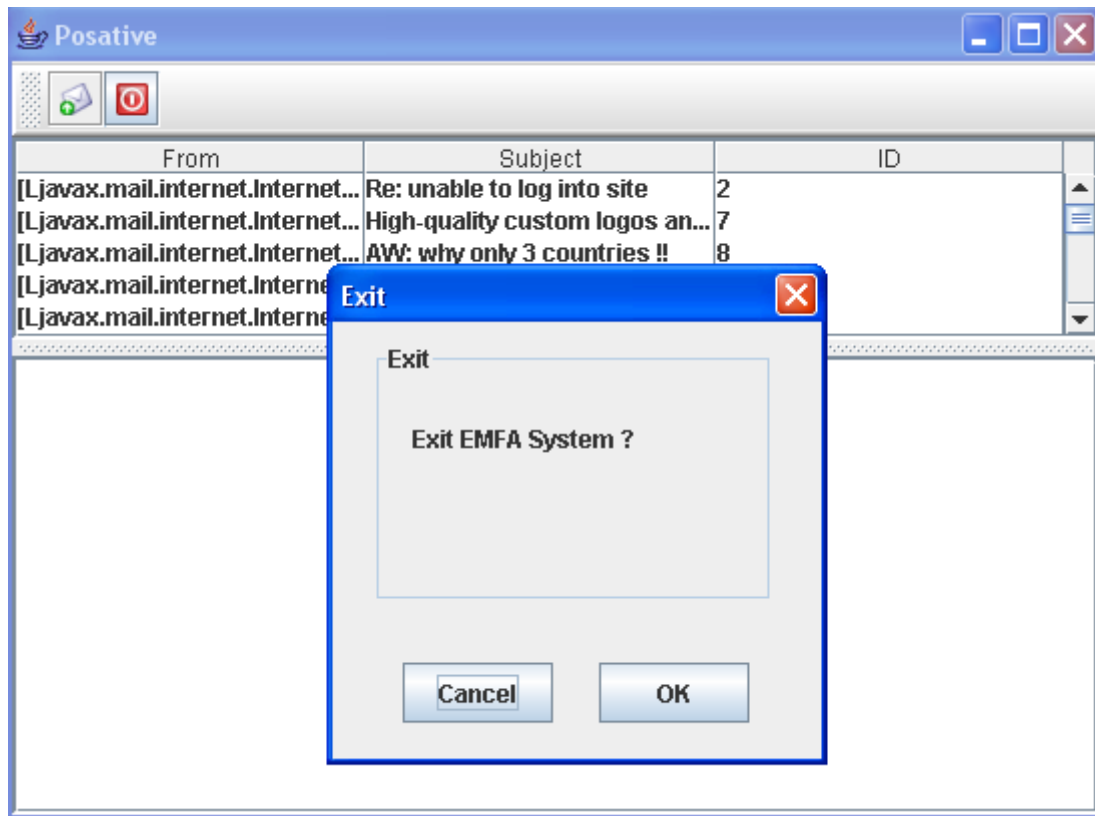 Posative
From Subject ID
[Ljavax.mail.internet.Internet... Re: unable to log into site 2
[Ljavax.mail.internet.Internet... High-quality custom logos an... 7
[Ljavax.mail.internet.Internet... AW: why only 3 countries !! 8
[Ljavax.mail.internet.Interne
[Ljavax.mail.internet.Interne
Exit
Exit
Exit EMFA System ?
Cancel OK